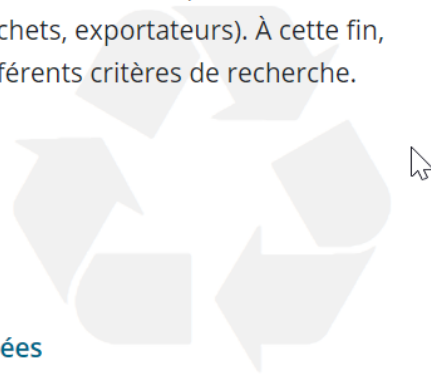 chets, exportateurs). À cette fin,
férents critères de recherche.
ées